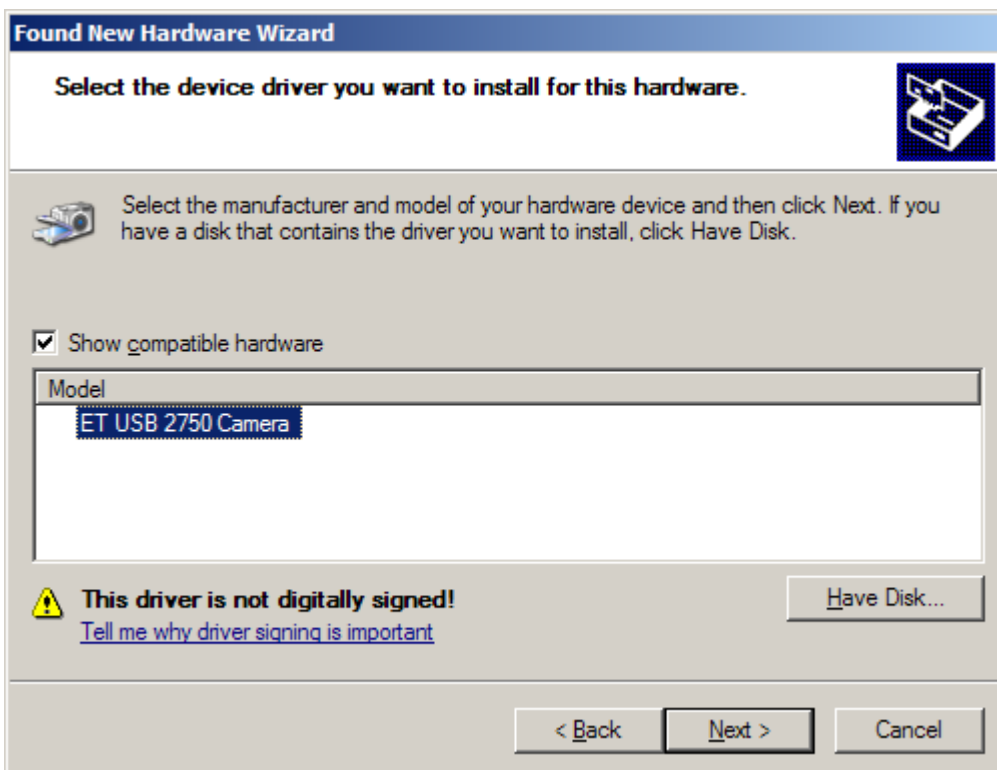 Found New Hardware Wizard
Select the device driver you want to install for this hardware.
Select the manufacturer and model of your hardware device and then click Next. If you
have a disk that contains the driver you want to install, click Have Disk.
Show compatible hardware
Model
ET USB 2750 Camera
This driver is not digitally signed!
Have Disk...
Tell me why driver signing is important
< Back
Next >
Cancel